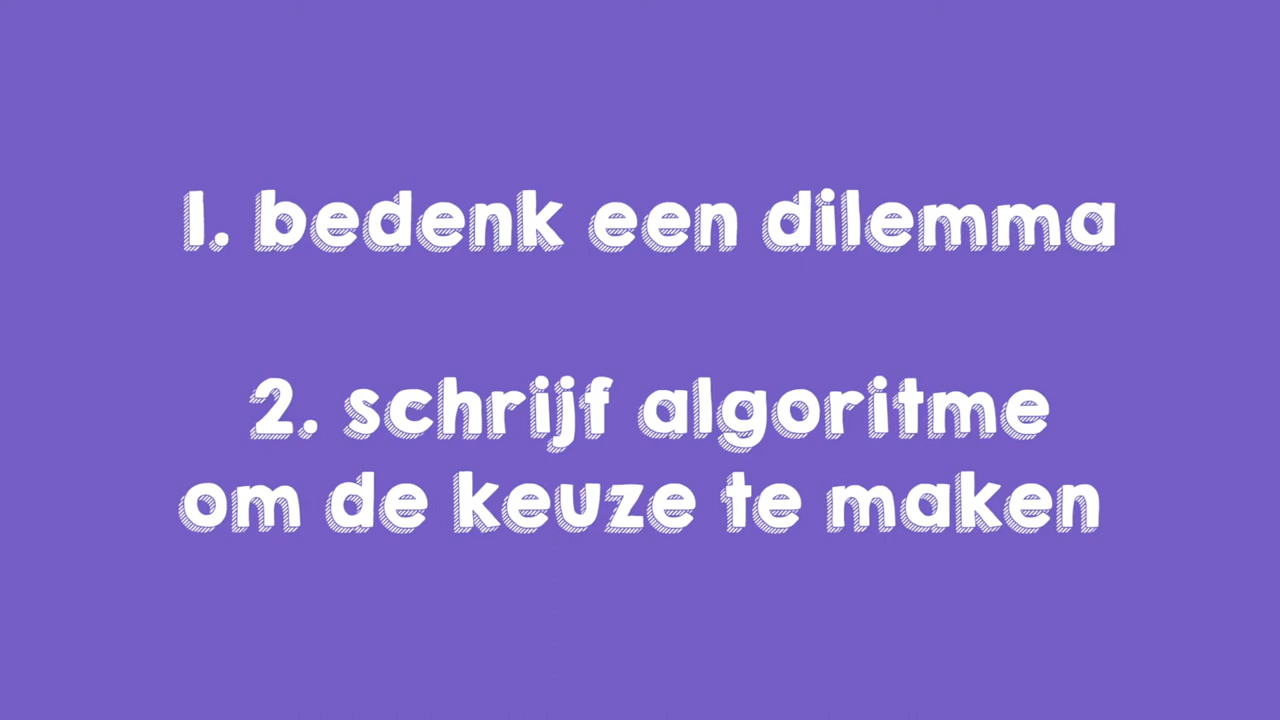 1. bedenk een dilemma
2. schrijf algoritme
om de keuze te maken